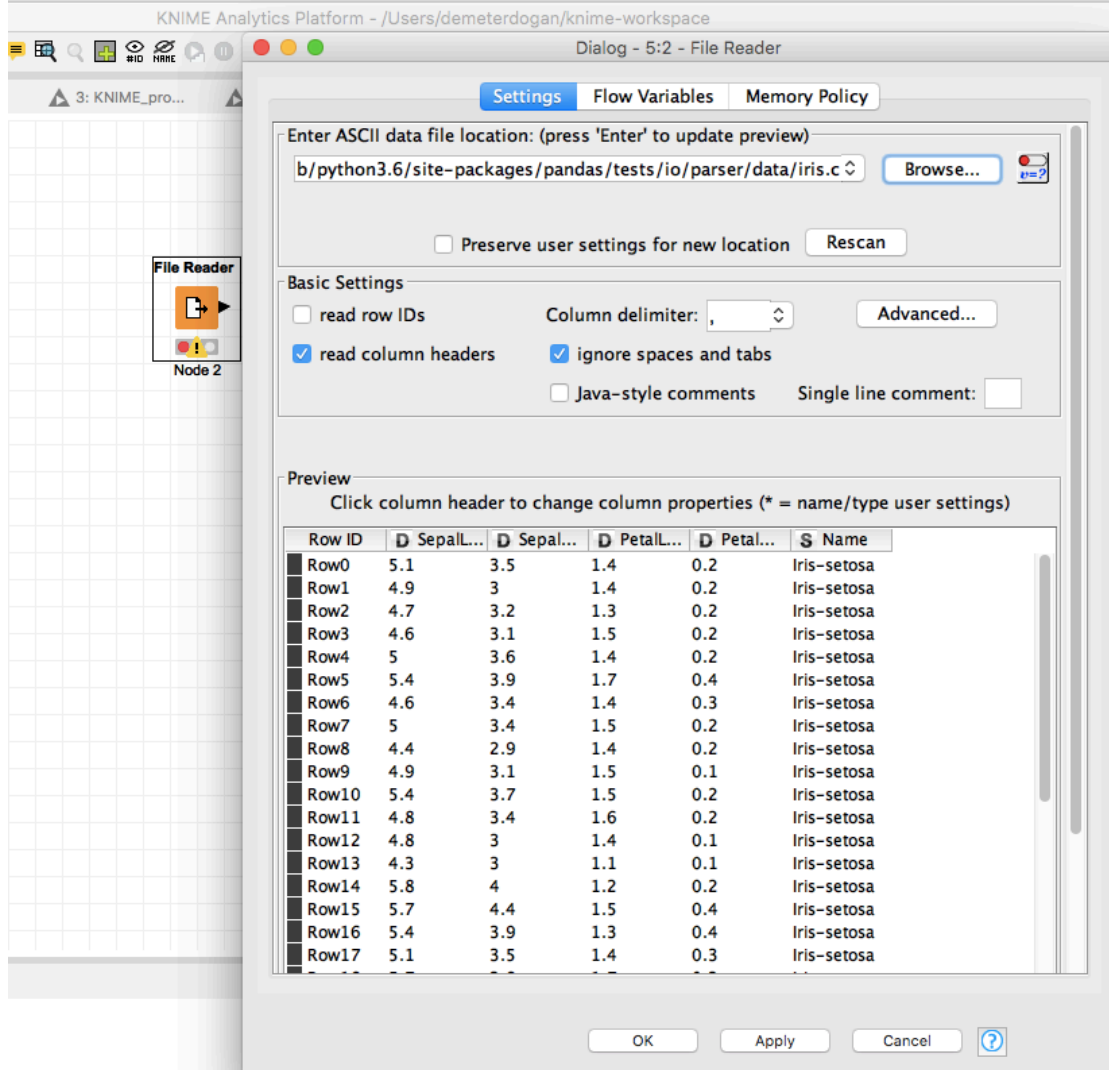 KNIME Analytics Platform - /Users/demeterdogan/knime-workspace
#ID NAME
Dialog - 5:2 - File Reader
3: KNIME_pro...
Settings Flow Variables Memory Policy
Enter ASCII data file location: (press 'Enter' to update preview)
b/python3.6/site-packages/pandas/tests/io/parser/data/iris.c Browse... v=?
Preserve user settings for new location Rescan
File Reader
Node 2
Basic Settings
read row IDs Column delimiter: , Advanced...
read column headers ignore spaces and tabs
Java-style comments Single line comment:
Preview
Click column header to change column properties (* = name/type user settings)
Row ID D SepalL... D Sepal... D PetalL... D Petal... S Name
Row0 5.1 3.5 1.4 0.2 Iris-setosa
Row1 4.9 3 1.4 0.2 Iris-setosa
Row2 4.7 3.2 1.3 0.2 Iris-setosa
Row3 4.6 3.1 1.5 0.2 Iris-setosa
Row4 5 3.6 1.4 0.2 Iris-setosa
Row5 5.4 3.9 1.7 0.4 Iris-setosa
Row6 4.6 3.4 1.4 0.3 Iris-setosa
Row7 5 3.4 1.5 0.2 Iris-setosa
Row8 4.4 2.9 1.4 0.2 Iris-setosa
Row9 4.9 3.1 1.5 0.1 Iris-setosa
Row10 5.4 3.7 1.5 0.2 Iris-setosa
Row11 4.8 3.4 1.6 0.2 Iris-setosa
Row12 4.8 3 1.4 0.1 Iris-setosa
Row13 4.3 3 1.1 0.1 Iris-setosa
Row14 5.8 4 1.2 0.2 Iris-setosa
Row15 5.7 4.4 1.5 0.4 Iris-setosa
Row16 5.4 3.9 1.3 0.4 Iris-setosa
Row17 5.1 3.5 1.4 0.3 Iris-setosa
OK Apply Cancel ?